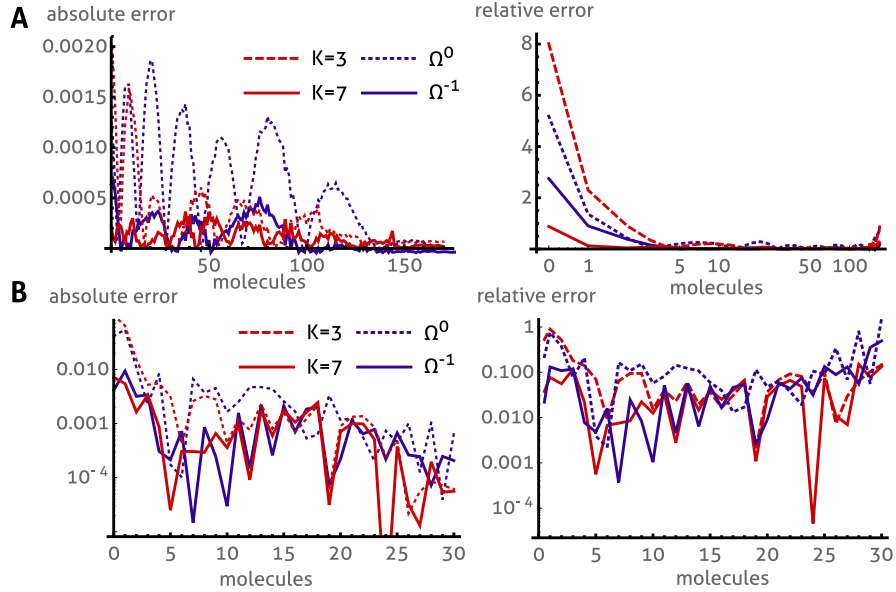 A
absolute error
relative error
0.0020
0.0015
0.0010
0.0005
K=3
Ω⁰
K=7
Ω⁻¹
50
100
150
molecules
8
6
4
2
0
1
5
10
50
100
molecules
B
absolute error
relative error
0.010
0.001
10⁻⁴
K=3
Ω⁰
K=7
Ω⁻¹
0
5
10
15
20
25
30
molecules
1
0.100
0.010
0.001
10⁻⁴
0
5
10
15
20
25
30
molecules